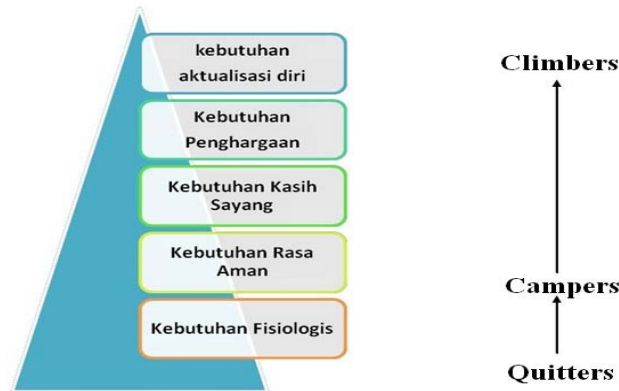 kebutuhan
aktualisasi diri
Kebutuhan
Penghargaan
Kebutuhan Kasih
Sayang
Kebutuhan Rasa
Aman
Kebutuhan Fisiologis
Climbers
Campers
Quitters